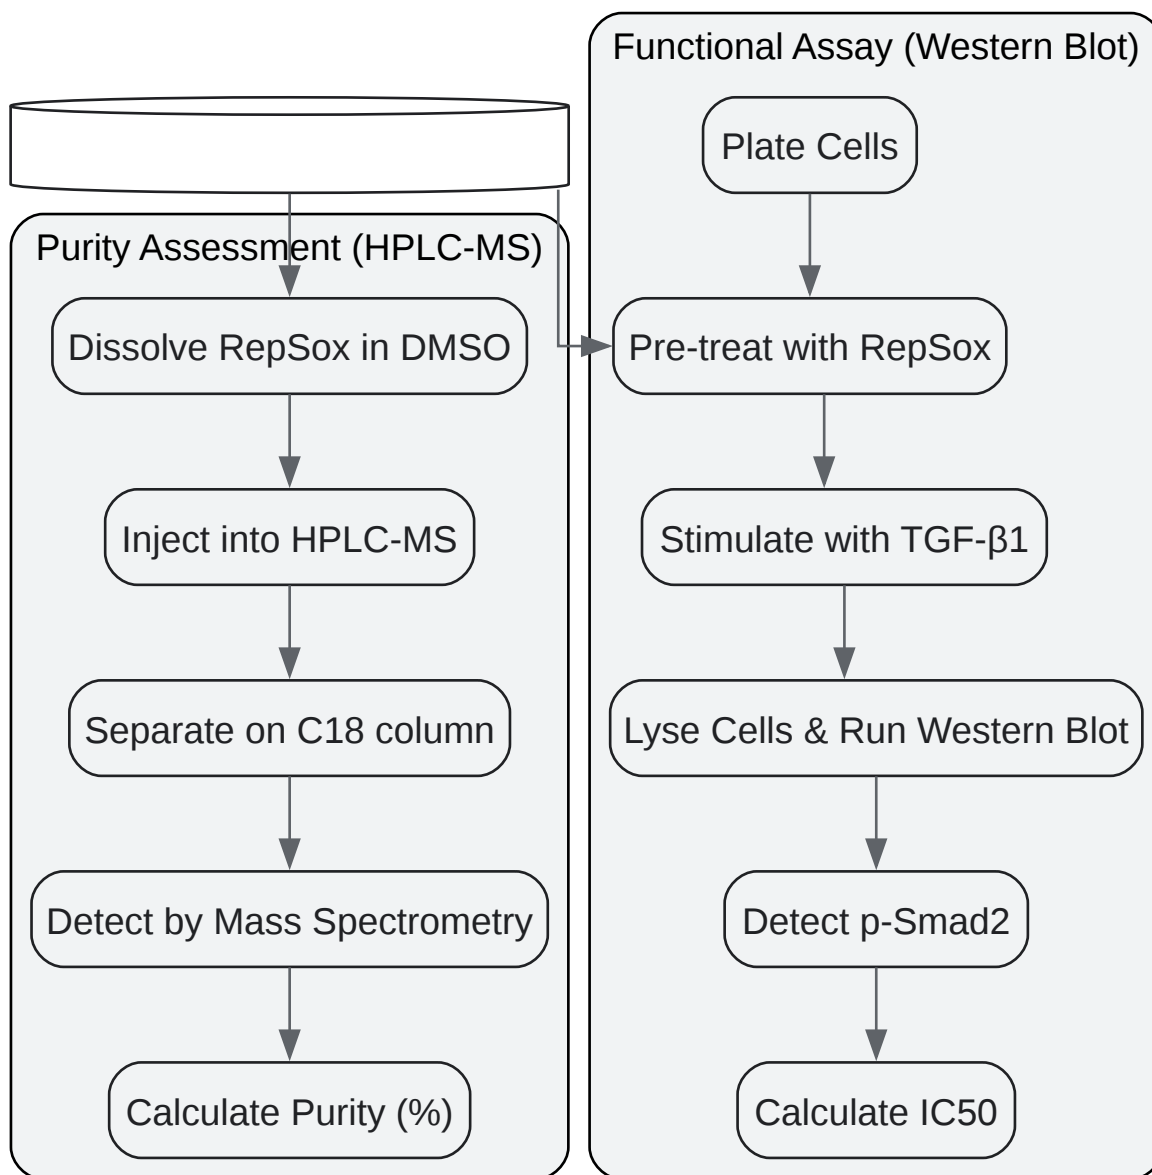 Functional Assay (Western Blot)
Plate Cells
Purity Assessment (HPLC-MS)
Dissolve RepSox in DMSO
Pre-treat with RepSox
Inject into HPLC-MS
Stimulate with TGF-β1
Separate on C18 column
Lyse Cells & Run Western Blot
Detect by Mass Spectrometry
Detect p-Smad2
Calculate Purity (%)
Calculate IC50